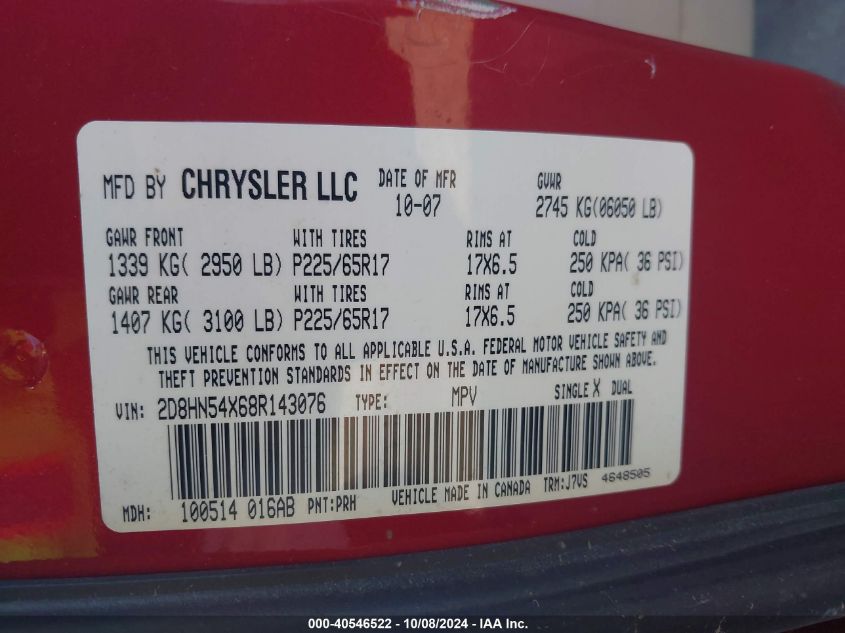 MFD BY CHRYSLER LLC DATE OF MFR GVWR
10-07 2745 KG(06050 LB)
GAWR FRONT WITH TIRES RIMS AT COLD
1339 KG( 2950 LB) P225/65R17 17X6.5 250 KPA( 36 PSI)
GAWR REAR WITH TIRES RIMS AT COLD
1407 KG( 3100 LB) P225/65R17 17X6.5 250 KPA( 36 PSI)
THIS VEHICLE CONFORMS TO ALL APPLICABLE U.S.A. FEDERAL MOTOR VEHICLE SAFETY AND
THEFT PREVENTION STANDARDS IN EFFECT ON THE DATE OF MANUFACTURE SHOWN ABOVE.
VIN: 2D8HN54X68R143076 TYPE: MPV SINGLE X DUAL
MDH: 100514 016AB PNT:PRH VEHICLE MADE IN CANADA TRM:J7VS 4648505
000-40546522 - 10/08/2024 - IAA Inc.